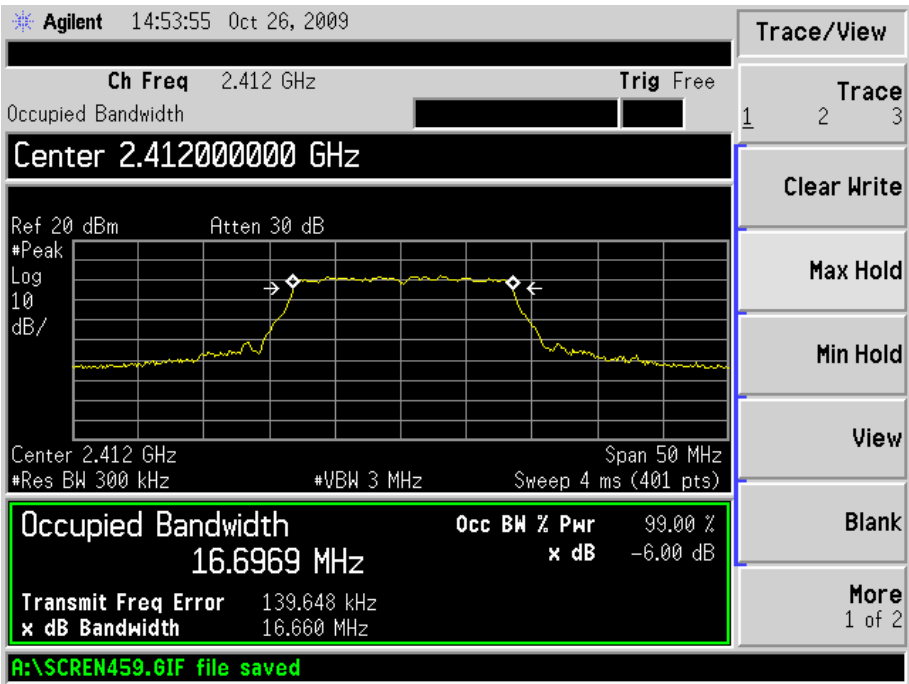 Agilent 14:53:55 Oct 26, 2009
Trace/View
Ch Freq 2.412 GHz Trig Free
Occupied Bandwidth
Trace
1 2 3
Center 2.412000000 GHz
Clear Write
Ref 20 dBm Atten 30 dB
#Peak
Log
10
dB/
Max Hold
Min Hold
View
Center 2.412 GHz Span 50 MHz
#Res BW 300 kHz #VBW 3 MHz Sweep 4 ms (401 pts)
Occupied Bandwidth Occ BW % Pwr 99.00 %
16.6969 MHz x dB -6.00 dB
Blank
Transmit Freq Error 139.648 kHz
x dB Bandwidth 16.660 MHz
More
1 of 2
A:\SCREN459.GIF file saved